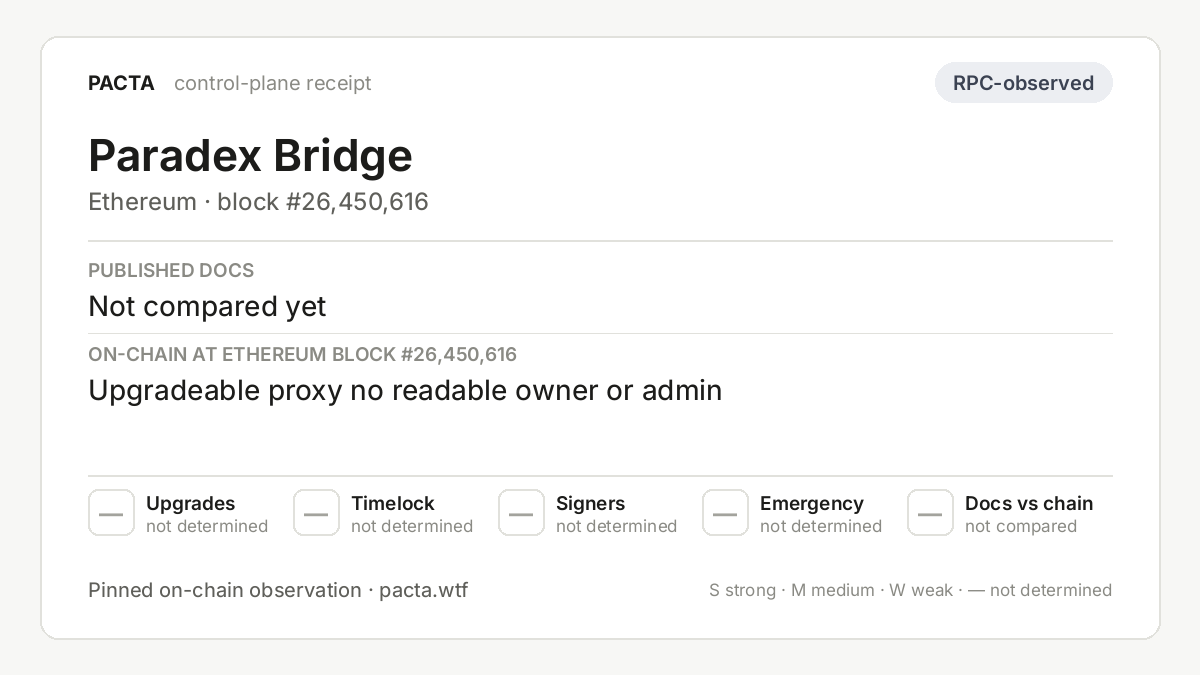 PACTA control-plane receipt
RPC-observed
Paradex Bridge
Ethereum · block #26,450,616
PUBLISHED DOCS
Not compared yet
ON-CHAIN AT ETHEREUM BLOCK #26,450,616
Upgradeable proxy no readable owner or admin
— Upgrades
not determined
— Timelock
not determined
— Signers
not determined
— Emergency
not determined
— Docs vs chain
not compared
Pinned on-chain observation · pacta.wtf
S strong · M medium · W weak · — not determined